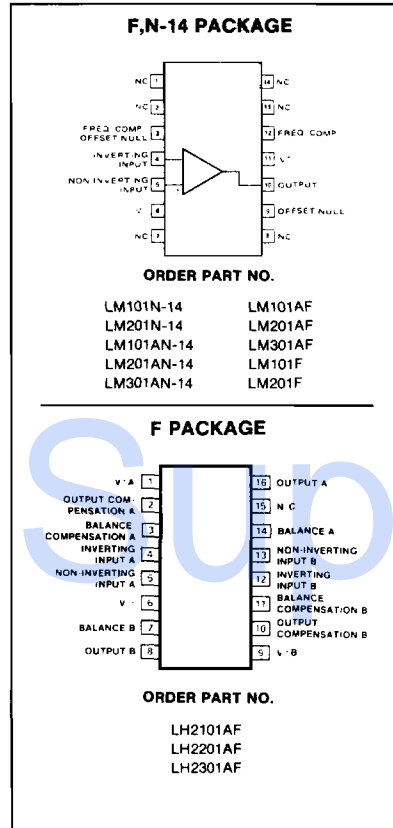 F,N-14 PACKAGE
NC 1
14 NC
NC 2
13 NC
FREQ COMP
OFFSET NULL 3
12 FREQ COMP
INVERTING
INPUT 4
11 V+
NON-INVERTING
INPUT 5
10 OUTPUT
V 6
9 OFFSET NULL
NC 7
8 NC
ORDER PART NO.
LM101N-14 LM101AF
LM201N-14 LM201AF
LM101AN-14 LM301AF
LM201AN-14 LM101F
LM301AN-14 LM201F
F PACKAGE
V+A 1
16 OUTPUT A
OUTPUT COM-
PENSATION A 2
15 N C
BALANCE
COMPENSATION A 3
14 BALANCE A
INVERTING
INPUT A 4
13 NON-INVERTING
INPUT B
NON-INVERTING
INPUT A 5
12 INVERTING
INPUT B
V - 6
11 BALANCE
COMPENSATION B
BALANCE B 7
10 OUTPUT
COMPENSATION B
OUTPUT B 8
9 V+B
ORDER PART NO.
LH2101AF
LH2201AF
LH2301AF
Sup